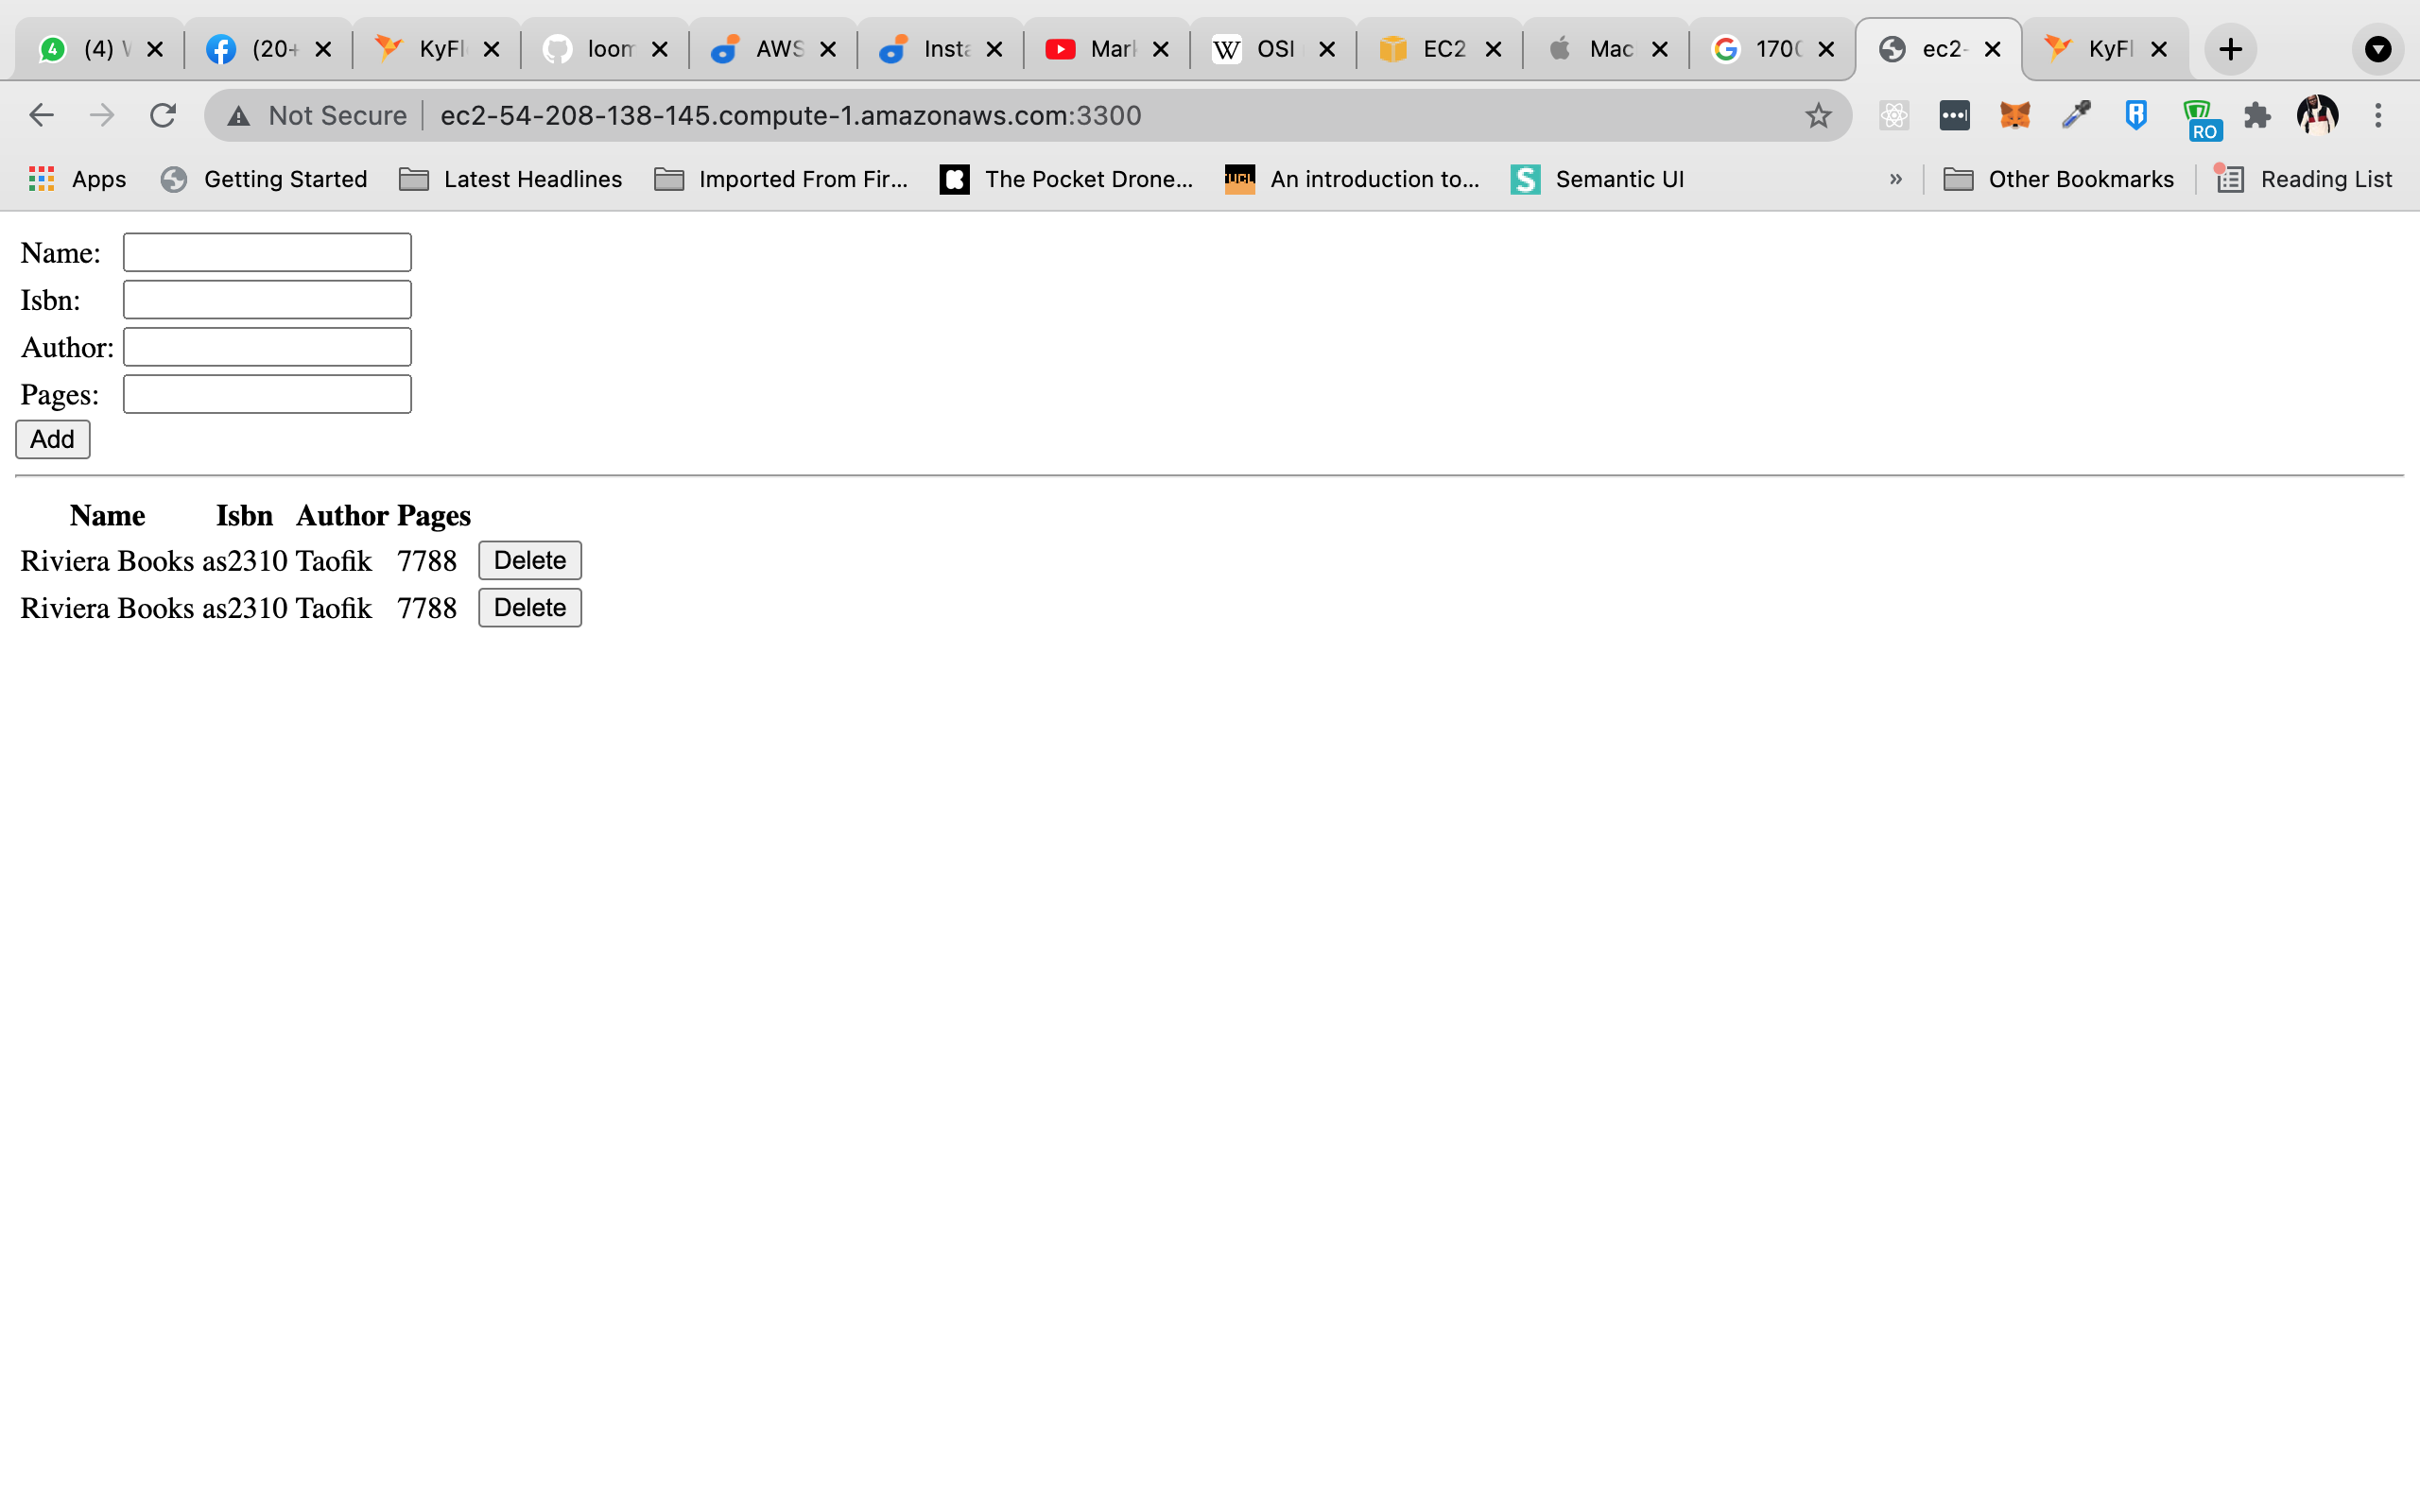 4 (4) (20+ KyFl loom AWS Insta Mark OSI EC2 Mac 170 ec2- KyFl
Not Secure ec2-54-208-138-145.compute-1.amazonaws.com:3300 RO
Apps Getting Started Latest Headlines Imported From Fir... The Pocket Drone... UCL An introduction to... S Semantic UI » Other Bookmarks Reading List
Name:
Isbn:
Author:
Pages:
Add
Name Isbn Author Pages
Riviera Books as2310 Taofik 7788 Delete
Riviera Books as2310 Taofik 7788 Delete